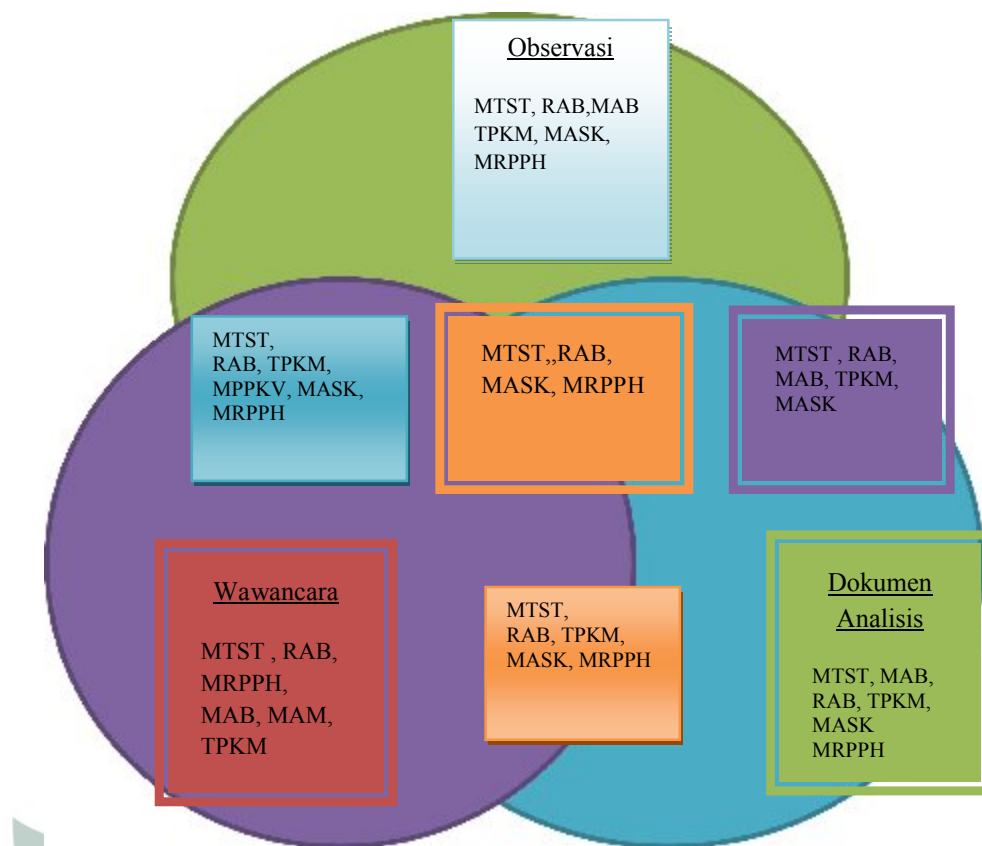 Observasi
MTST, RAB,MAB
TPKM, MASK,
MRPPH
MTST,
RAB, TPKM,
MPPKV, MASK,
MRPPH
MTST,,RAB,
MASK, MRPPH
MTST , RAB,
MAB, TPKM,
MASK
Wawancara
MTST , RAB,
MRPPH,
MAB, MAM,
TPKM
MTST,
RAB, TPKM,
MASK, MRPPH
Dokumen
Analisis
MTST, MAB,
RAB, TPKM,
MASK
MRPPH